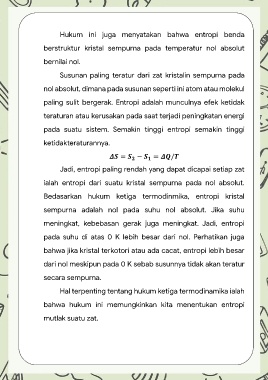 Hukum ini juga menyatakan bahwa entropi benda
berstruktur kristal sempurna pada temperatur nol absolut
bernilai nol.
Susunan paling teratur dari zat kristalin sempurna pada
nol absolut, dimana pada susunan seperti ini atom atau molekul
paling sulit bergerak. Entropi adalah munculnya efek ketidak
teraturan atau kerusakan pada saat terjadi peningkatan energi
pada suatu sistem. Semakin tinggi entropi semakin tinggi
ketidakteraturannya.
ΔS = S₂ − S₁ = ΔQ/T
Jadi, entropi paling rendah yang dapat dicapai setiap zat
ialah entropi dari suatu kristal sempurna pada nol absolut.
Bedasarkan hukum ketiga termodinmika, entropi kristal
sempurna adalah nol pada suhu nol absolut. Jika suhu
meningkat, kebebasan gerak juga meningkat. Jadi, entropi
pada suhu di atas 0 K lebih besar dari nol. Perhatikan juga
bahwa jika kristal terkotori atau ada cacat, entropi lebih besar
dari nol meskipun pada 0 K sebab susunnya tidak akan teratur
secara sempurna.
Hal terpenting tentang hukum ketiga termodinamika ialah
bahwa hukum ini memungkinkan kita menentukan entropi
mutlak suatu zat.